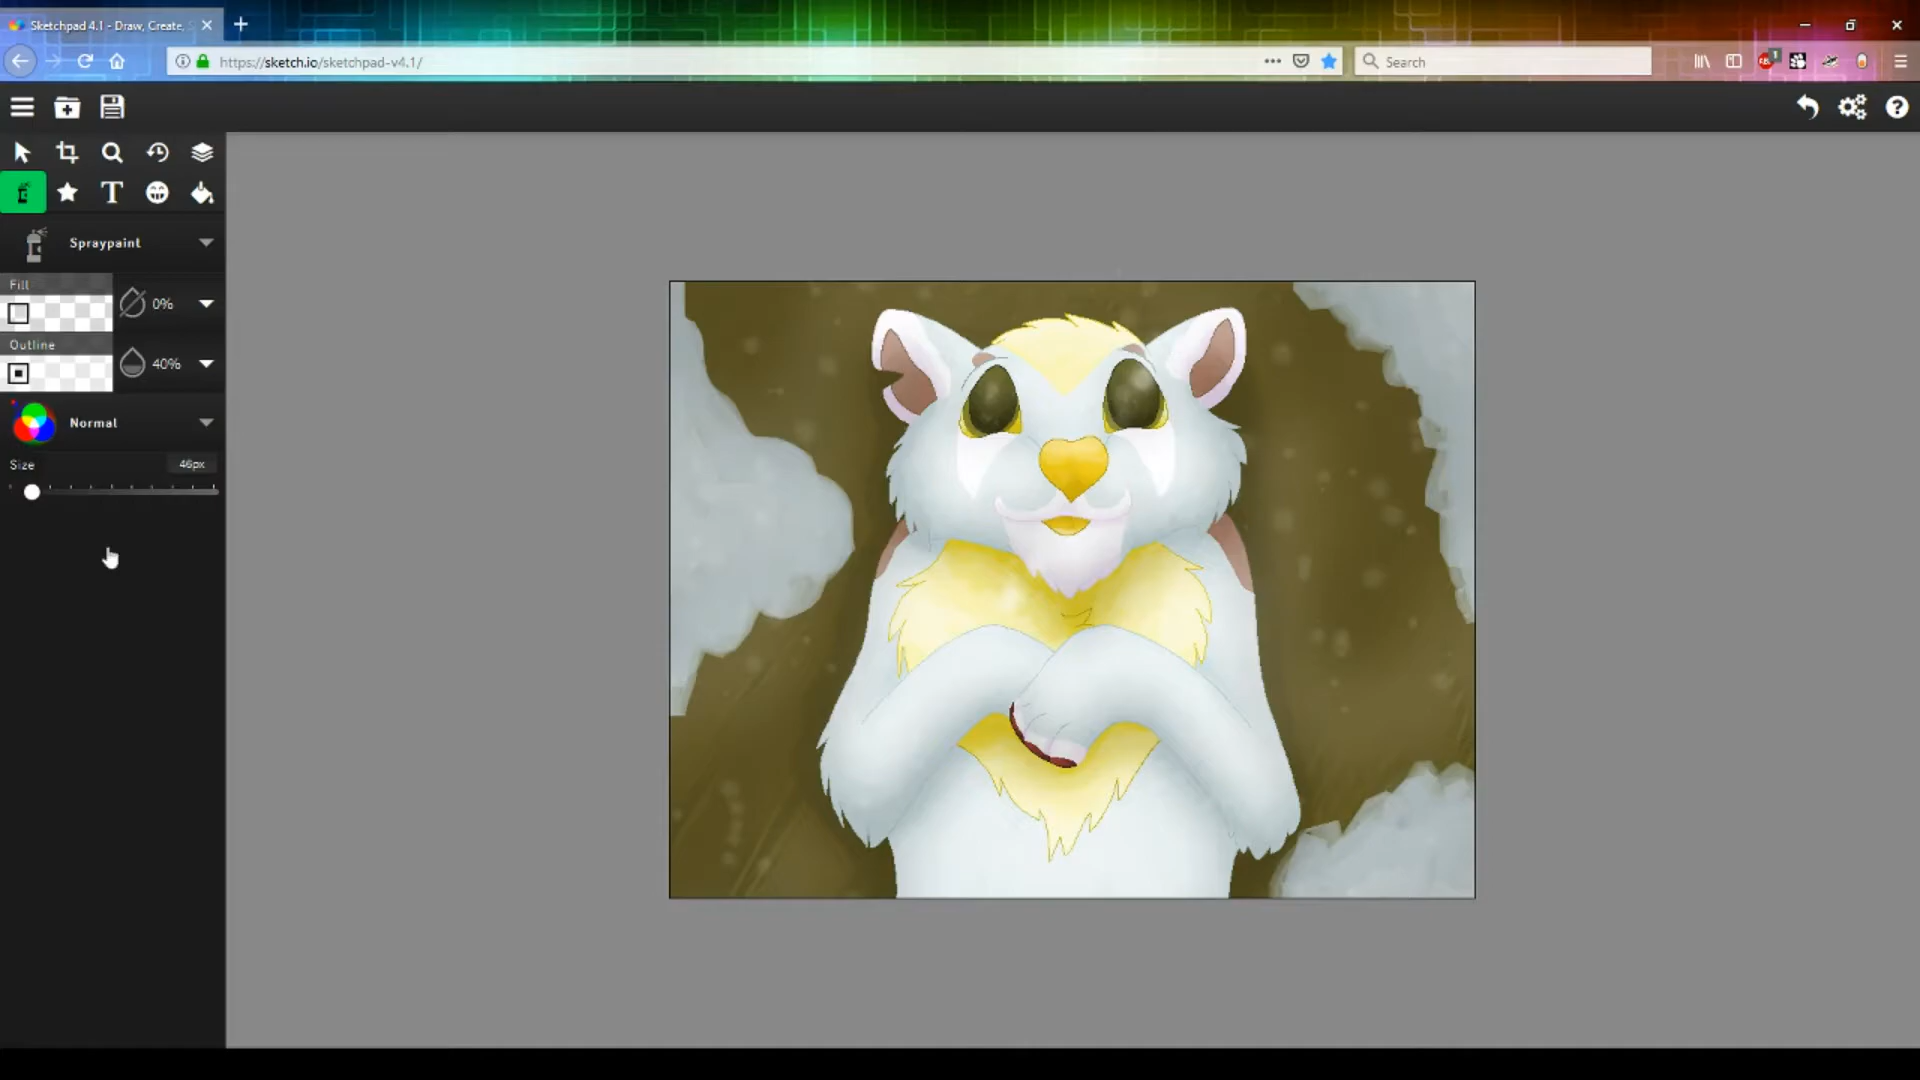 Sketchpad 4.1 - Draw, Create, S
https://sketch.io/sketchpad-v4.1/
Search
1
T
Spraypaint
Fill
0%
Outline
40%
Normal
Size
46px